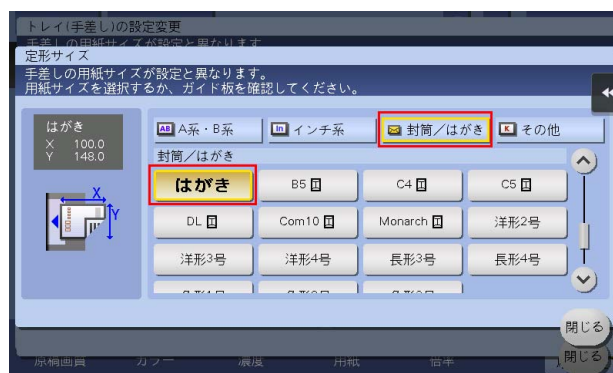 トレイ(手差し)の設定変更
手差しの用紙サイズが設定と異なります
定形サイズ
手差しの用紙サイズが設定と異なります。
用紙サイズを選択するか、ガイド板を確認してください。
はがき
X 100.0
Y 148.0
X
Y
AB A系・B系
in インチ系
封筒/はがき
K その他
封筒/はがき
はがき
B5
C4
C5
DL
Com10
Monarch
洋形2号
洋形3号
洋形4号
長形3号
長形4号
閉じる
原稿画質 カラー 濃度 用紙 倍率
閉じる